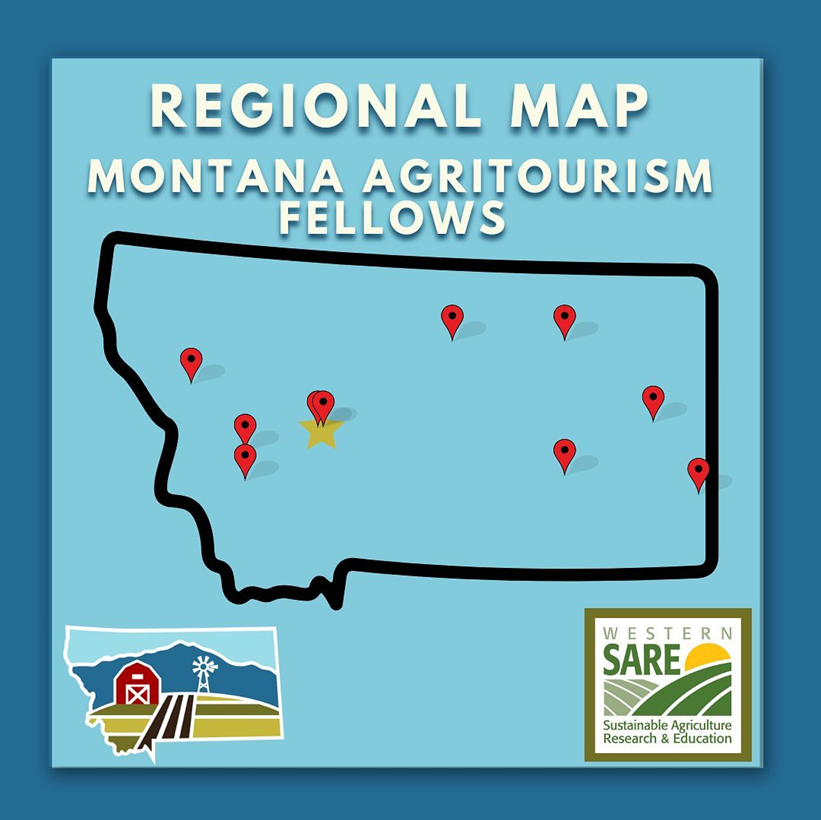 REGIONAL MAP
MONTANA AGRITOURISM
FELLOWS
WESTERN
SARE
Sustainable Agriculture
Research & Education